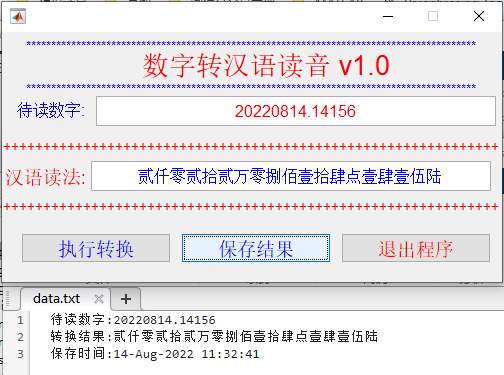 数字转汉语读音 v1.0
待读数字:
20220814.14156
汉语读法:
贰仟零贰拾贰万零捌佰壹拾肆点壹肆壹伍陆
执行转换
保存结果
退出程序
data.txt
1 待读数字:20220814.14156
2 转换结果:贰仟零贰拾贰万零捌佰壹拾肆点壹肆壹伍陆
3 保存时间:14-Aug-2022 11:32:41